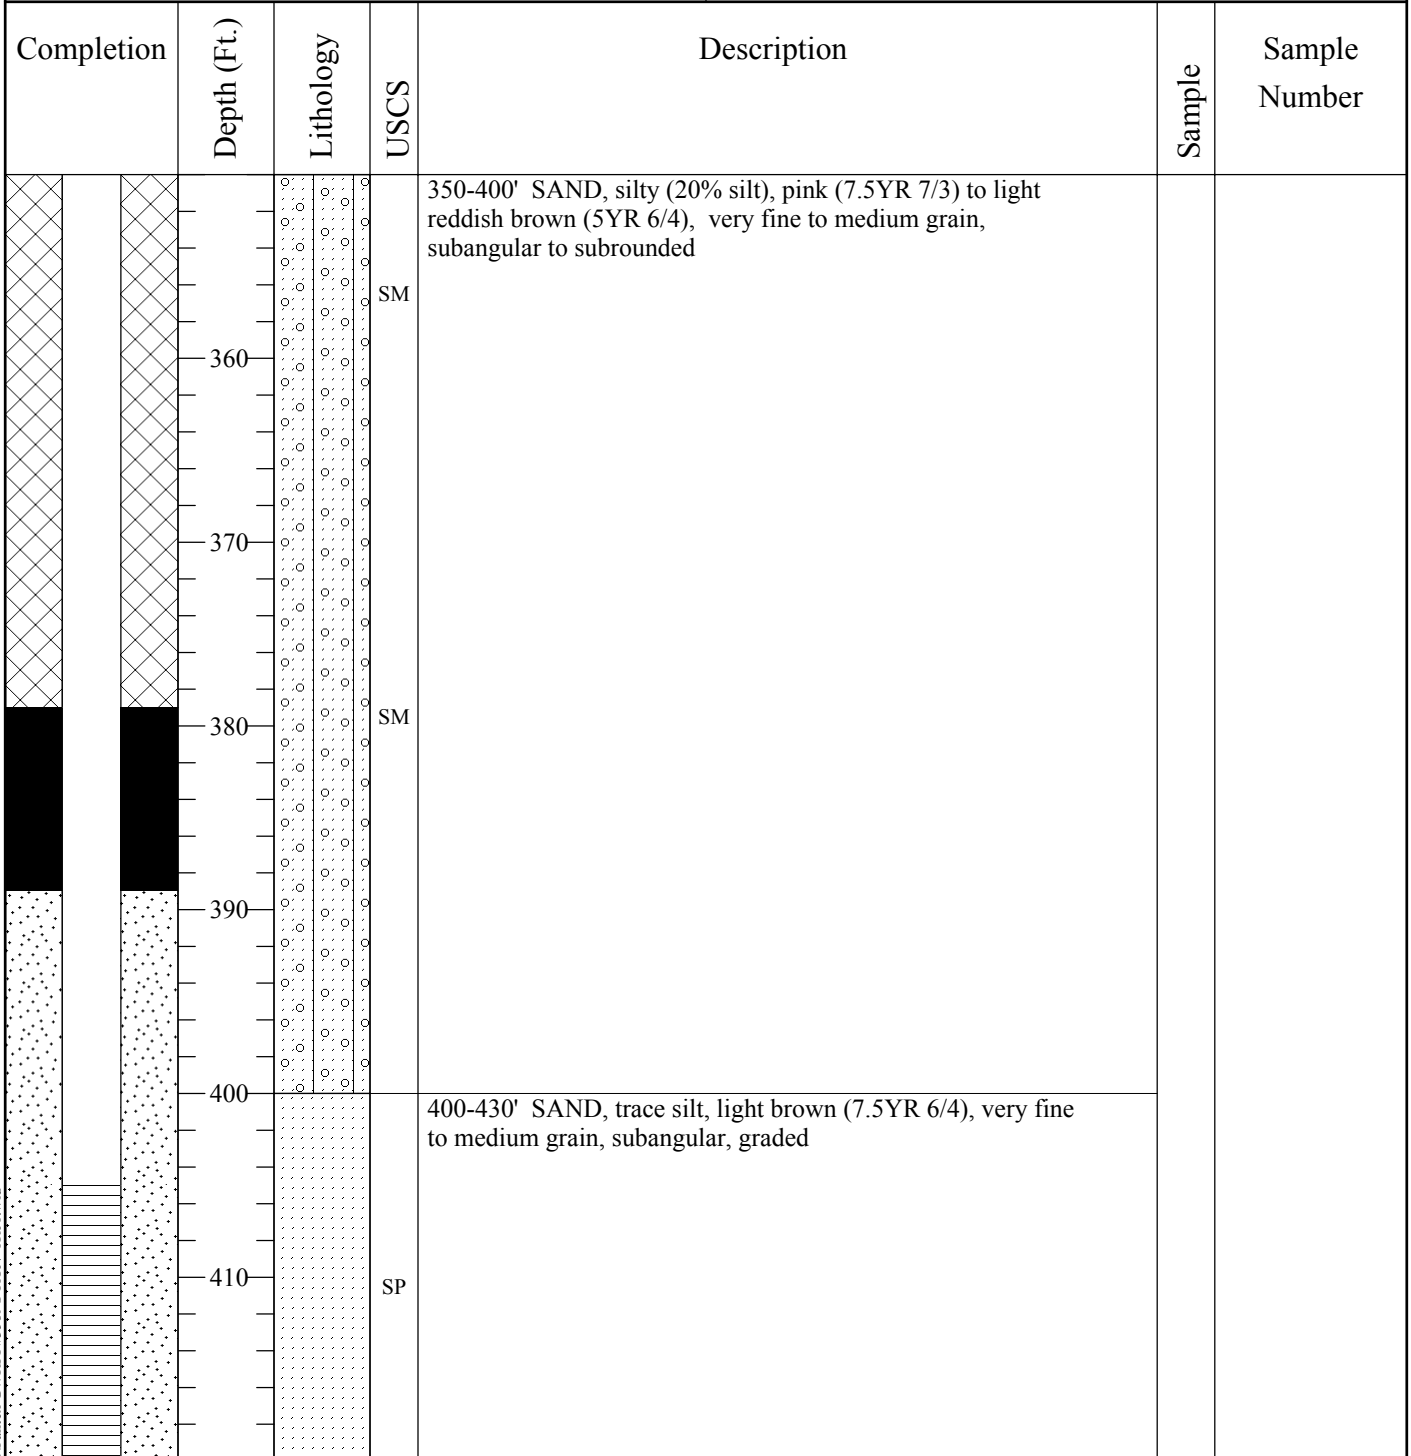 Completion
Depth (Ft.)
Lithology
USCS
Description
Sample
Sample
Number
350-400'  SAND, silty (20% silt), pink (7.5YR 7/3) to light
reddish brown (5YR 6/4),  very fine to medium grain,
subangular to subrounded
SM
360
370
SM
380
390
400
400-430'  SAND, trace silt, light brown (7.5YR 6/4), very fine
to medium grain, subangular, graded
410
SP